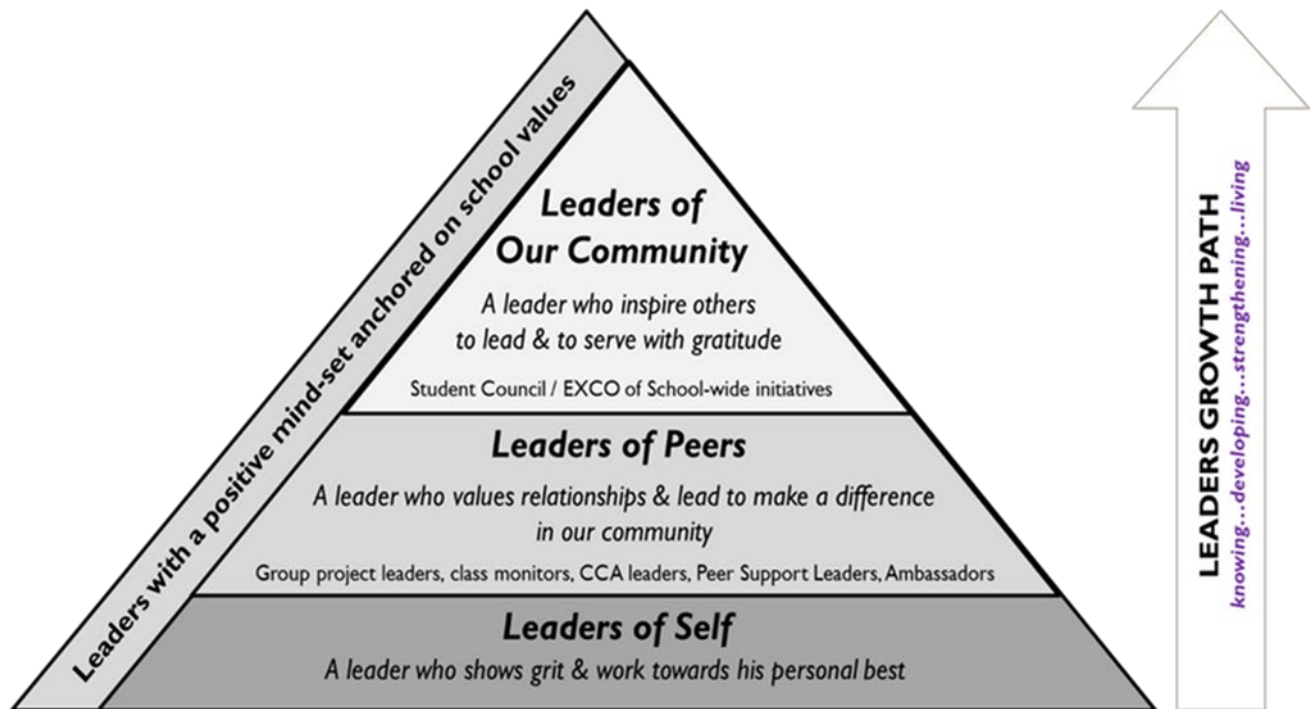 Leaders with a positive mind-set anchored on school values
Leaders of
Our Community
A leader who inspire others
to lead & to serve with gratitude
Student Council / EXCO of School-wide initiatives
Leaders of Peers
A leader who values relationships & lead to make a difference
in our community
Group project leaders, class monitors, CCA leaders, Peer Support Leaders, Ambassadors
Leaders of Self
A leader who shows grit & work towards his personal best
LEADERS GROWTH PATH
knowing...developing...strengthening...living